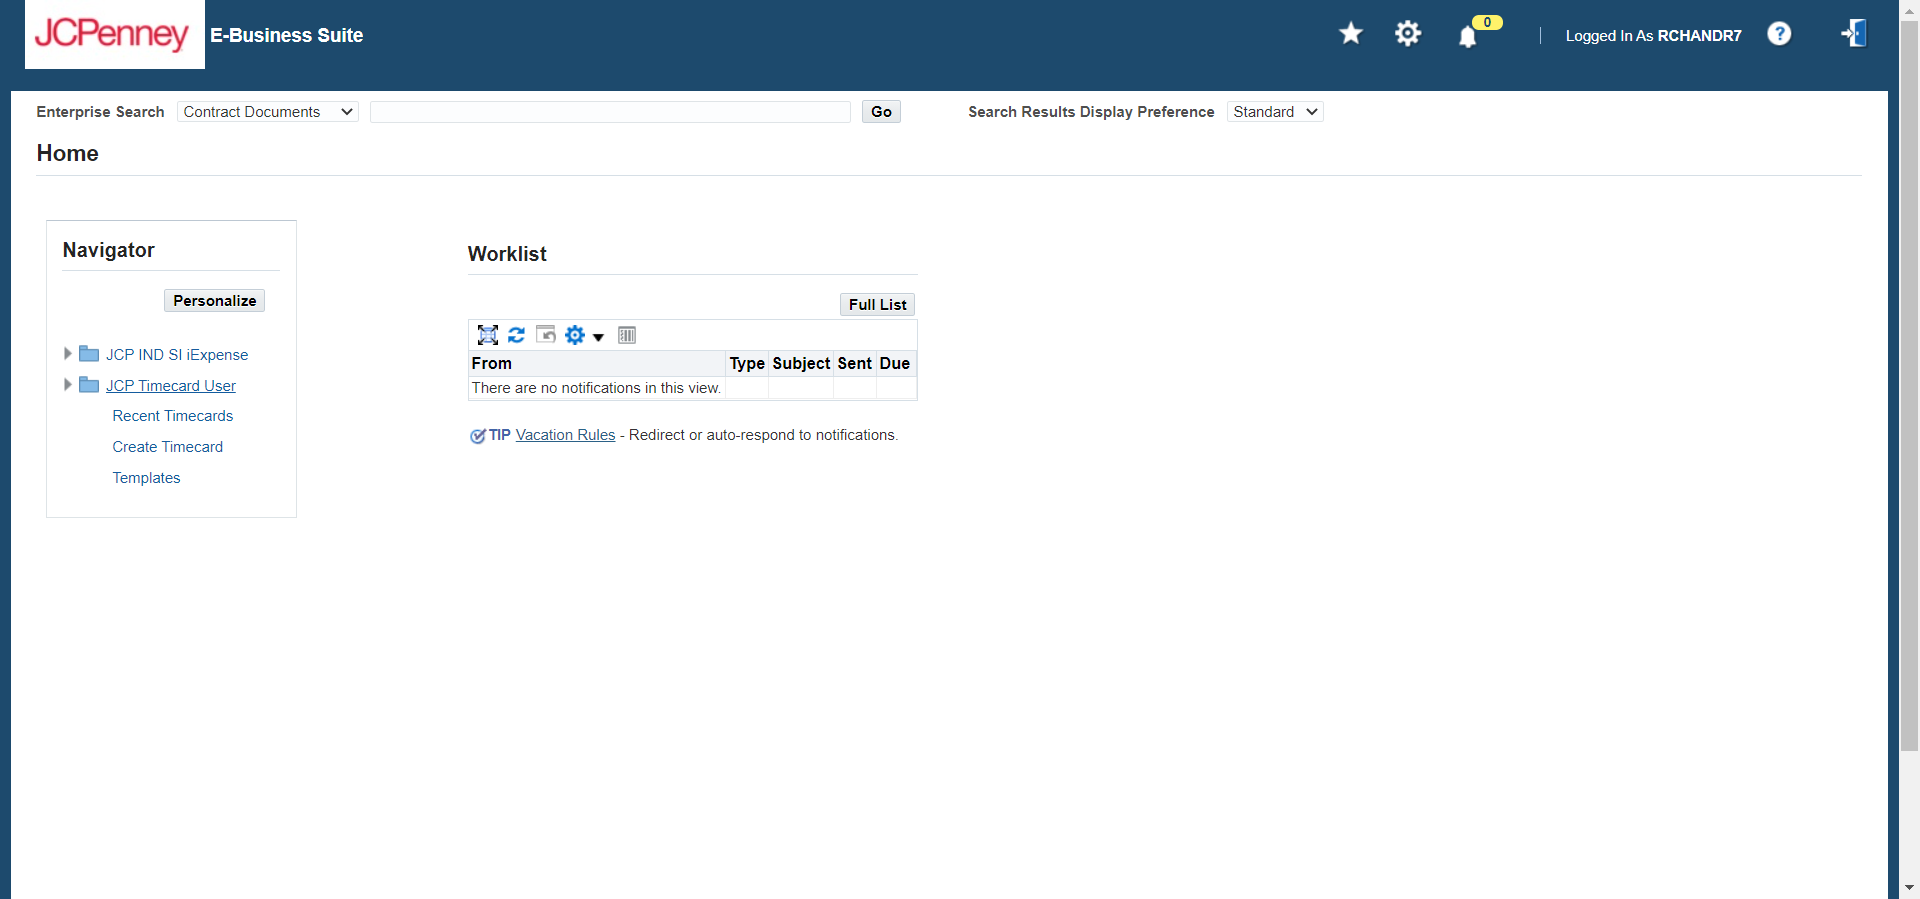 JCPenney E-Business Suite 0 Logged In As RCHANDR7 ?
Enterprise Search Contract Documents Go Search Results Display Preference Standard
Home
Navigator
Personalize
JCP IND SI iExpense
JCP Timecard User
Recent Timecards
Create Timecard
Templates
Worklist
Full List
From Type Subject Sent Due
There are no notifications in this view.
TIP Vacation Rules - Redirect or auto-respond to notifications.